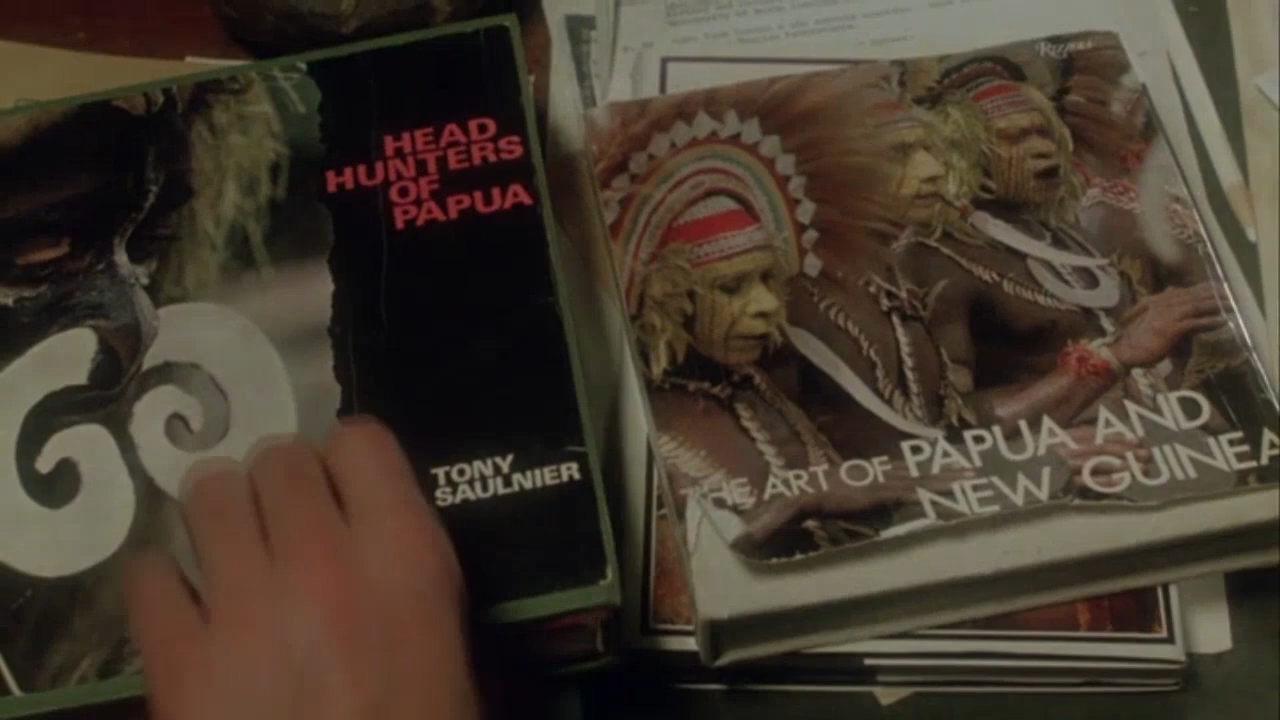 HEAD
HUNTERS
OF
PAPUA
TONY
SAULNIER
RIZZOLI
THE ART OF PAPUA AND
NEW GUINEA